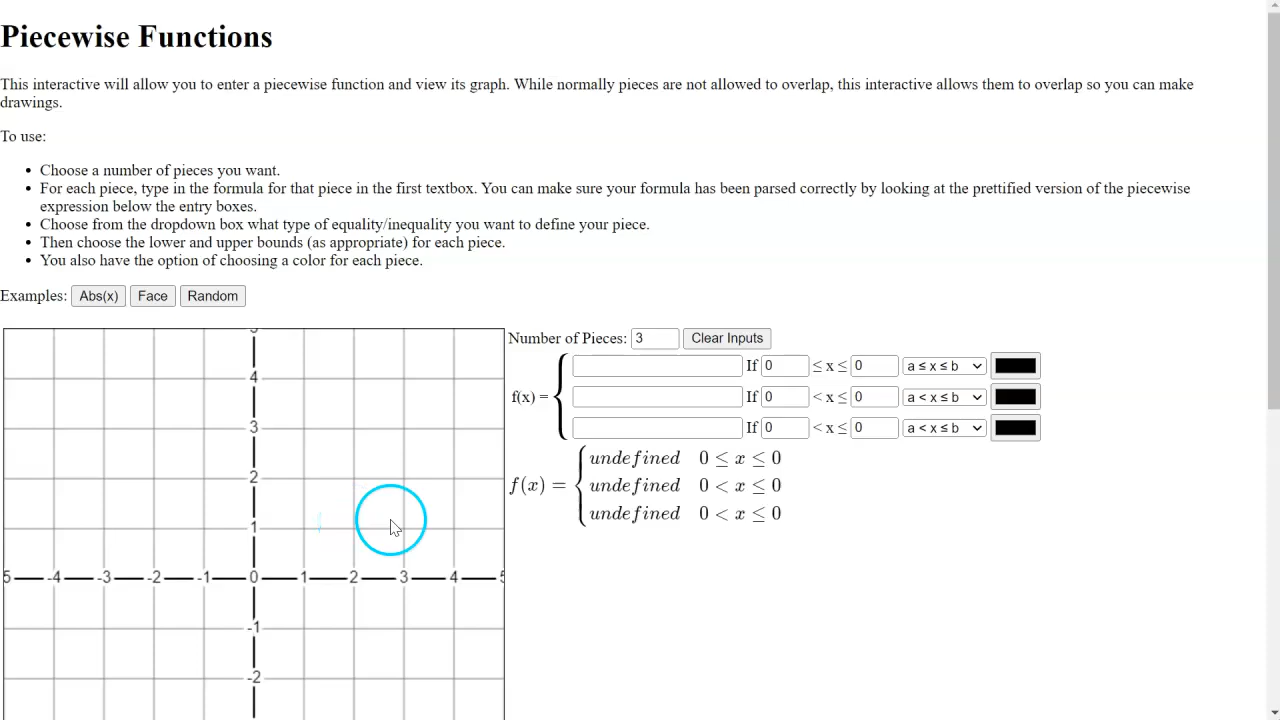 Piecewise Functions
This interactive will allow you to enter a piecewise function and view its graph. While normally pieces are not allowed to overlap, this interactive allows them to overlap so you can make
drawings.
To use:
• Choose a number of pieces you want.
• For each piece, type in the formula for that piece in the first textbox. You can make sure your formula has been parsed correctly by looking at the prettified version of the piecewise
expression below the entry boxes.
• Choose from the dropdown box what type of equality/inequality you want to define your piece.
• Then choose the lower and upper bounds (as appropriate) for each piece.
• You also have the option of choosing a color for each piece.
Examples: Abs(x) Face Random
Number of Pieces: 3 Clear Inputs
If 0 ≤ x ≤ 0 a ≤ x ≤ b
f(x) = If 0 < x ≤ 0 a < x ≤ b
If 0 < x ≤ 0 a < x ≤ b
undefined 0 ≤ x ≤ 0
f(x) = undefined 0 < x ≤ 0
undefined 0 < x ≤ 0
4
3
2
1
5 -4 -3 -2 -1 0 1 2 3 4 5
-1
-2